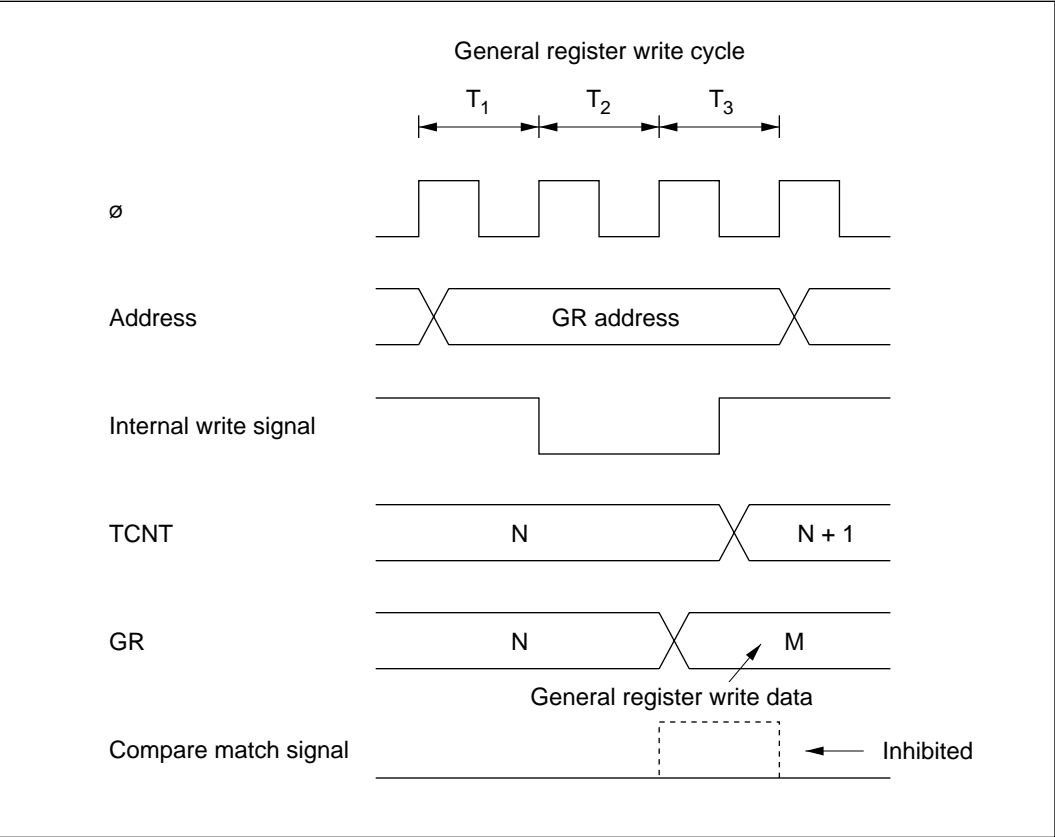 General register write cycle
T₁ T₂ T₃
ø
Address GR address
Internal write signal
TCNT N N + 1
GR N M
General register write data
Compare match signal Inhibited